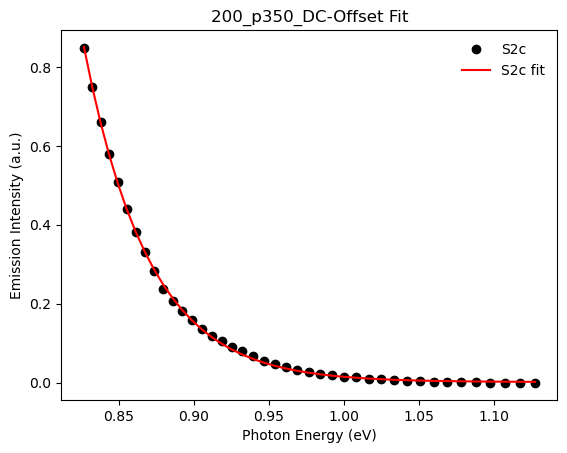 200_p350_DC-Offset Fit
S2c
S2c fit
Emission Intensity (a.u.)
0.8
0.6
0.4
0.2
0.0
0.85 0.90 0.95 1.00 1.05 1.10
Photon Energy (eV)